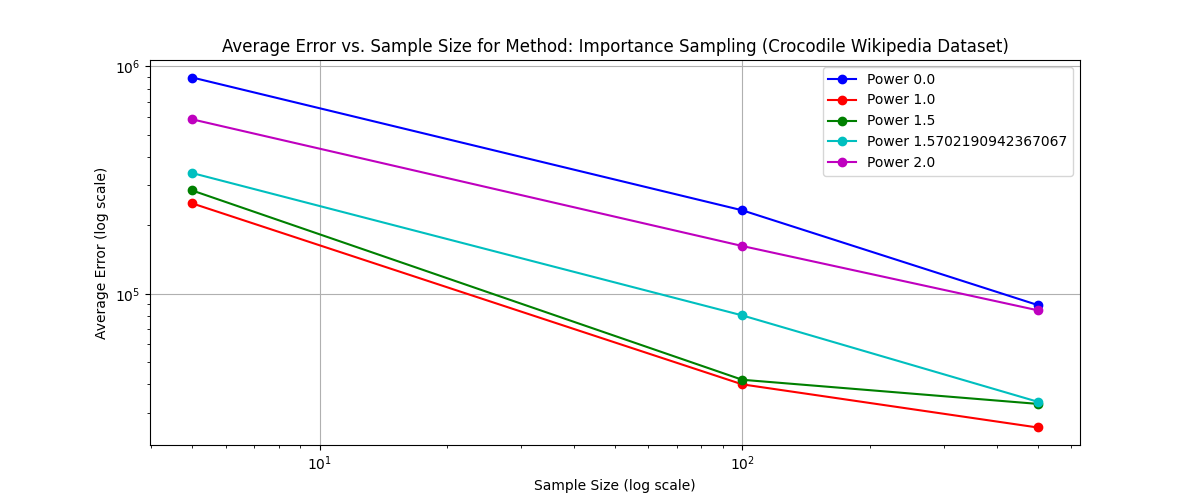 Average Error vs. Sample Size for Method: Importance Sampling (Crocodile Wikipedia Dataset)
10^6
10^5
Average Error (log scale)
Power 0.0
Power 1.0
Power 1.5
Power 1.5702190942367067
Power 2.0
10^1
10^2
Sample Size (log scale)